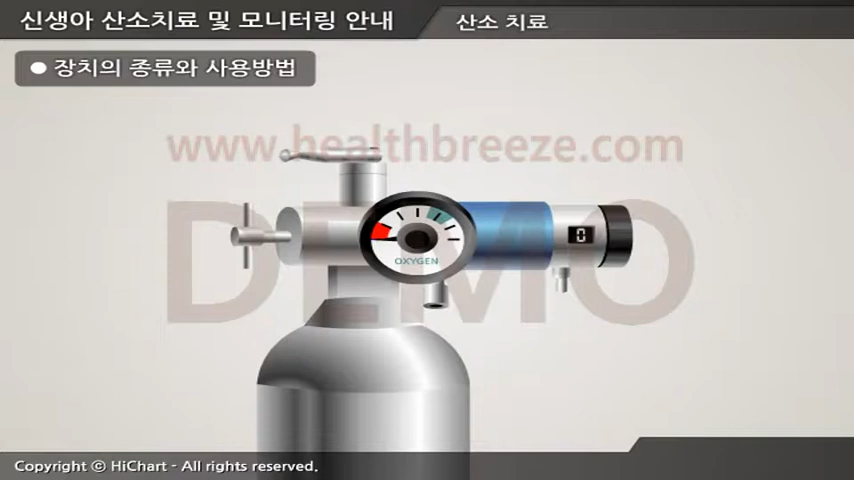 신생아 산소치료 및 모니터링 안내
산소 치료
● 장치의 종류와 사용방법
www.healthbreeze.com
DEMO
OXYGEN
0
Copyright ⓒ HiChart - All rights reserved.